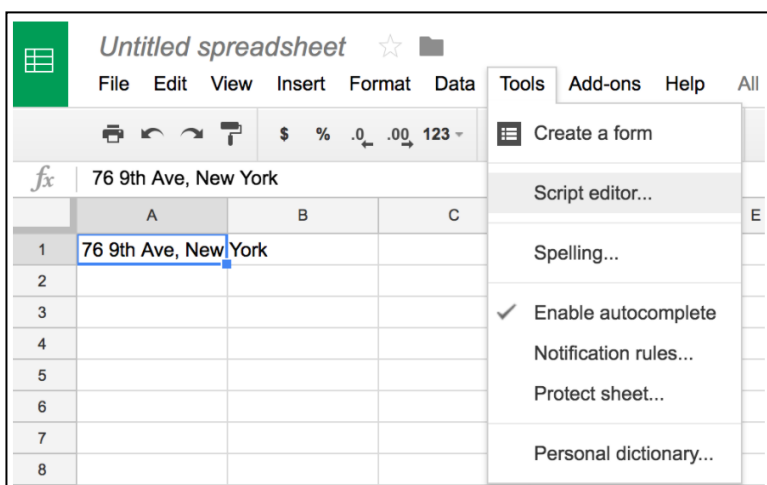 Untitled spreadsheet
File Edit View Insert Format Data Tools Add-ons Help All
$ % .0 .00 123 Create a form
fx 76 9th Ave, New York
Script editor...
A B C E
1 76 9th Ave, New York
Spelling...
2
3 Enable autocomplete
4 Notification rules...
5 Protect sheet...
6
7 Personal dictionary...
8